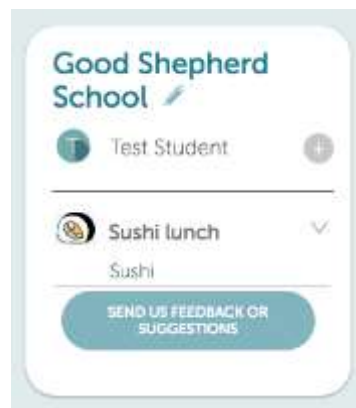 Good Shepherd
School
T
Test Student
Sushi lunch
Sushi
SEND US FEEDBACK OR
SUGGESTIONS